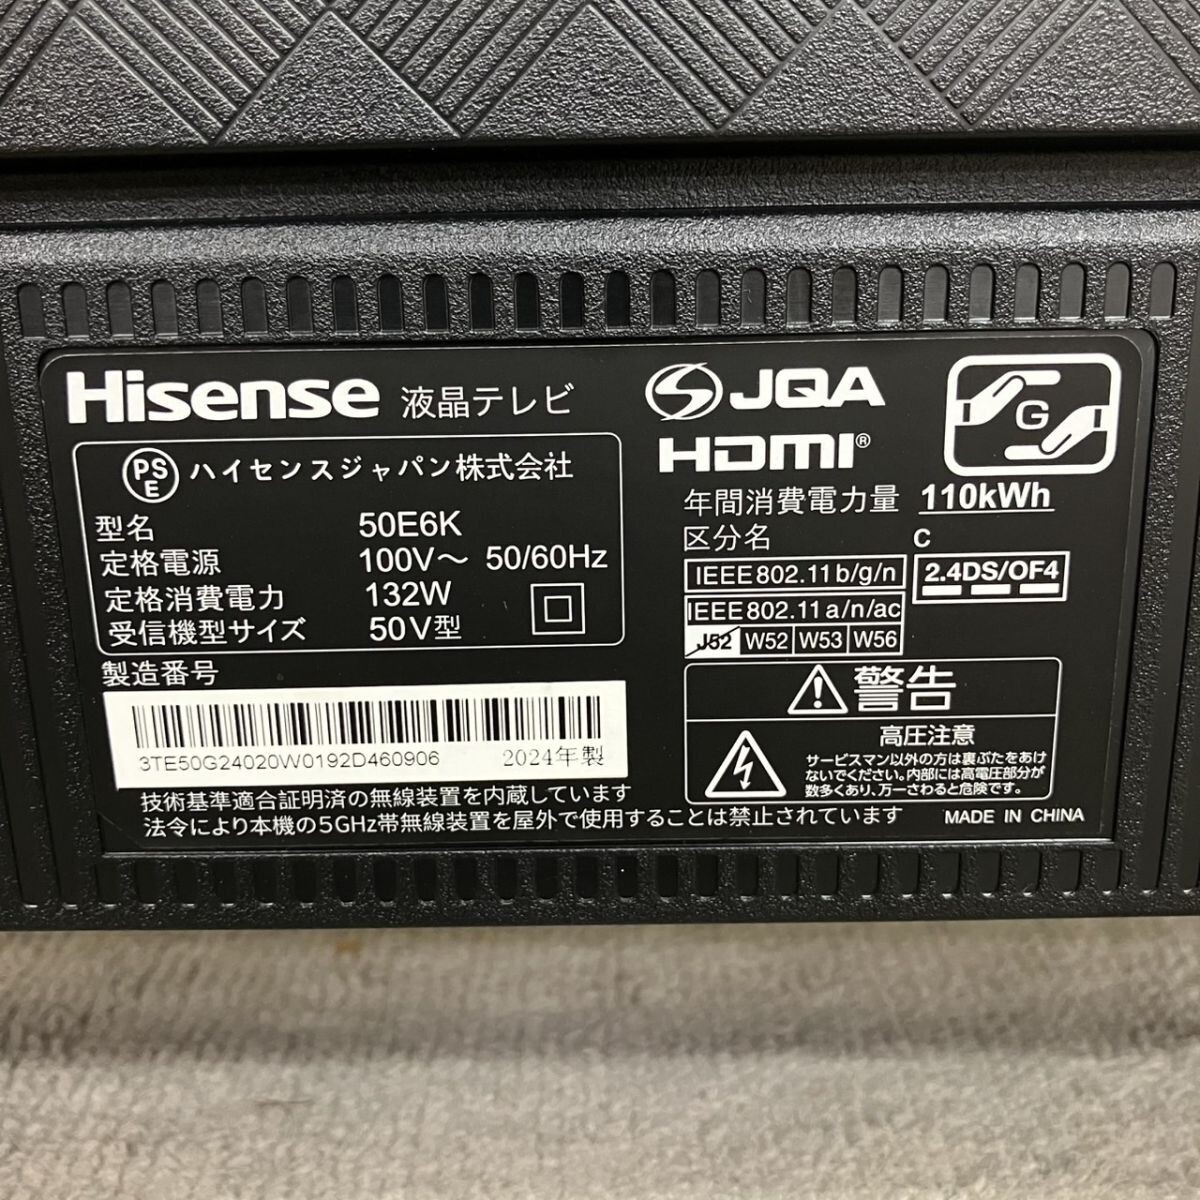 Hisense 液晶テレビ
PSE ハイセンスジャパン株式会社
型名 50E6K
定格電源 100V～ 50/60Hz
定格消費電力 132W
受信機型サイズ 50V型
製造番号
3TE50G24020W0192D460906 2024年製
技術基準適合証明済の無線装置を内蔵しています
法令により本機の5GHz帯無線装置を屋外で使用することは禁止されています
JQA
HDMI®
G
年間消費電力量 110kWh
区分名 C
IEEE802.11b/g/n
2.4DS/OF4
IEEE802.11a/n/ac
J52 W52 W53 W56
警告
高圧注意
サービスマン以外の方は裏ぶたをあけ
ないでください。内部には高電圧部分が
数多くあり、万一さわると危険です。
MADE IN CHINA